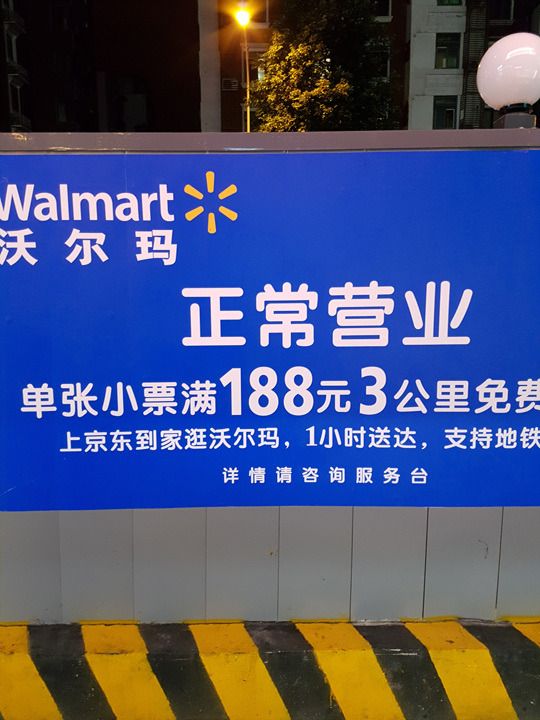 Walmart
沃尔玛
正常营业
单张小票满188元3公里免费
上京东到家逛沃尔玛，1小时送达，支持地铁
详情请咨询服务台